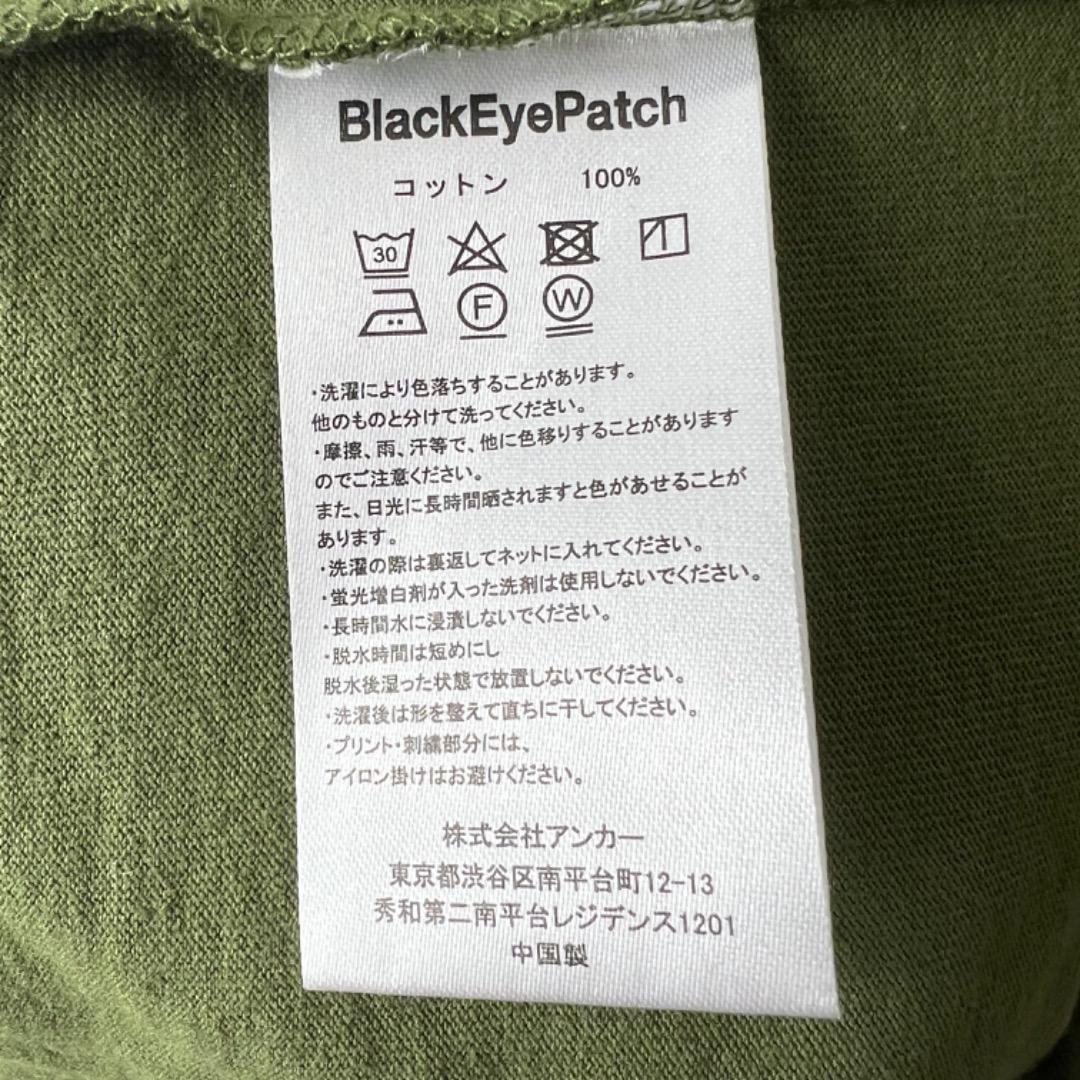 BlackEyePatch
コットン 100%
30
F W
・洗濯により色落ちすることがあります。
他のものと分けて洗ってください。
・摩擦、雨、汗等で、他に色移りすることがあります
のでご注意ください。
また、日光に長時間晒されますと色があせることが
あります。
・洗濯の際は裏返してネットに入れてください。
・蛍光増白剤が入った洗剤は使用しないでください。
・長時間水に浸漬しないでください。
・脱水時間は短めにし
脱水後湿った状態で放置しないでください。
・洗濯後は形を整えて直ちに干してください。
・プリント・刺繍部分には、
アイロン掛けはお避けください。
株式会社アンカー
東京都渋谷区南平台町12-13
秀和第二南平台レジデンス1201
中国製